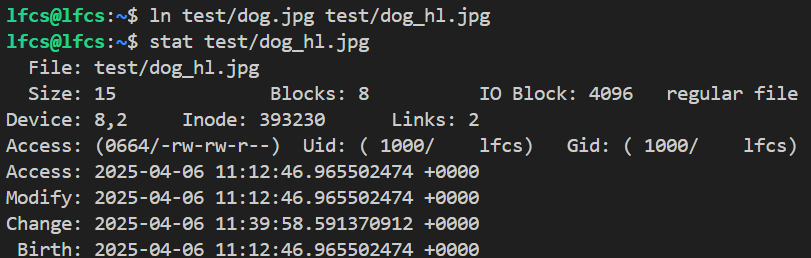 lfcs@lfcs:~$ ln test/dog.jpg test/dog_hl.jpg
lfcs@lfcs:~$ stat test/dog_hl.jpg
  File: test/dog_hl.jpg
  Size: 15              Blocks: 8          IO Block: 4096   regular file
Device: 8,2     Inode: 393230      Links: 2
Access: (0664/-rw-rw-r--)  Uid: ( 1000/    lfcs)   Gid: ( 1000/    lfcs)
Access: 2025-04-06 11:12:46.965502474 +0000
Modify: 2025-04-06 11:12:46.965502474 +0000
Change: 2025-04-06 11:39:58.591370912 +0000
 Birth: 2025-04-06 11:12:46.965502474 +0000